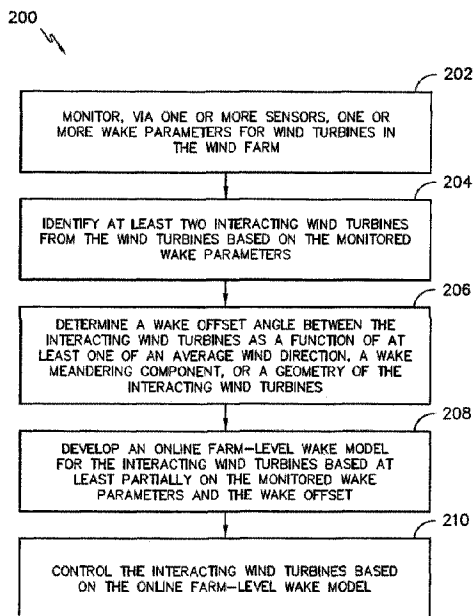 200
202
MONITOR, VIA ONE OR MORE SENSORS, ONE OR
MORE WAKE PARAMETERS FOR WIND TURBINES IN
THE WIND FARM
204
IDENTIFY AT LEAST TWO INTERACTING WIND TURBINES
FROM THE WIND TURBINES BASED ON THE MONITORED
WAKE PARAMETERS
206
DETERMINE A WAKE OFFSET ANGLE BETWEEN THE
INTERACTING WIND TURBINES AS A FUNCTION OF AT
LEAST ONE OF AN AVERAGE WIND DIRECTION, A WAKE
MEANDERING COMPONENT, OR A GEOMETRY OF THE
INTERACTING WIND TURBINES
208
DEVELOP AN ONLINE FARM-LEVEL WAKE MODEL
FOR THE INTERACTING WIND TURBINES BASED AT
LEAST PARTIALLY ON THE MONITORED WAKE
PARAMETERS AND THE WAKE OFFSET
210
CONTROL THE INTERACTING WIND TURBINES BASED
ON THE ONLINE FARM-LEVEL WAKE MODEL